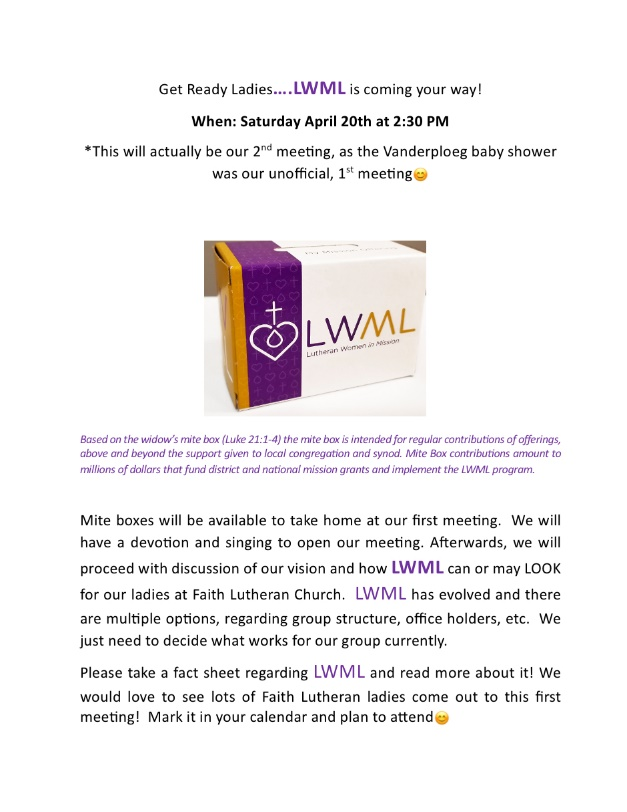 Get Ready Ladies....LWML is coming your way!
When: Saturday April 20th at 2:30 PM
*This will actually be our 2nd meeting, as the Vanderploeg baby shower
was our unofficial, 1st meeting😊
LWML
Lutheran Women in Mission
Based on the widow's mite box (Luke 21:1-4) the mite box is intended for regular contributions of offerings,
above and beyond the support given to local congregation and synod. Mite Box contributions amount to
millions of dollars that fund district and national mission grants and implement the LWML program.
Mite boxes will be available to take home at our first meeting.  We will
have a devotion and singing to open our meeting. Afterwards, we will
proceed with discussion of our vision and how LWML can or may LOOK
for our ladies at Faith Lutheran Church.  LWML has evolved and there
are multiple options, regarding group structure, office holders, etc.  We
just need to decide what works for our group currently.
Please take a fact sheet regarding LWML and read more about it! We
would love to see lots of Faith Lutheran ladies come out to this first
meeting!  Mark it in your calendar and plan to attend😊